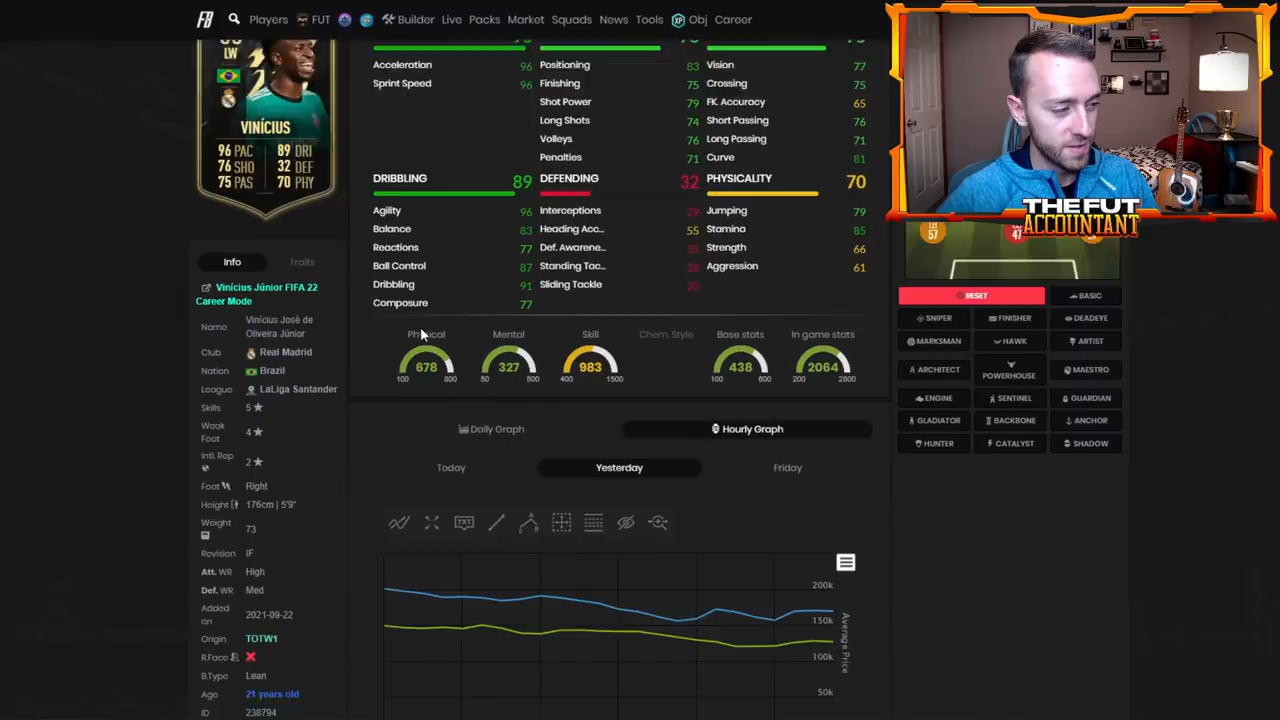 FB Players FUT Builder Live Packs Market Squads News Tools XP Obj Career
LW
VINÍCIUS
96 PAC 89 DRI
76 SHO 32 DEF
75 PAS 70 PHY
Acceleration 96
Sprint Speed 96
Positioning 83
Finishing 75
Shot Power 79
Long Shots 74
Volleys 76
Penalties 71
Vision 77
Crossing 75
FK. Accuracy 65
Short Passing 76
Long Passing 71
Curve 81
DRIBBLING 89
Agility 96
Balance 83
Reactions 77
Ball Control 87
Dribbling 91
Composure 77
DEFENDING 32
Interceptions 29
Heading Acc... 55
Def. Awarene...
Standing Tac...
Sliding Tackle 20
PHYSICALITY 70
Jumping 79
Stamina 85
Strength 66
Aggression 61
Physical Mental Skill Chem. Style Base stats In game stats
678 327 983 438 2064
100 800 50 500 400 1500 100 600 200 2800
Info Traits
Vinícius Júnior FIFA 22
Career Mode
Name Vinícius José de
Oliveira Júnior
Club Real Madrid
Nation Brazil
League LaLiga Santander
Skills 5
Weak
Foot 4
Intl. Rep 2
Foot Right
Height 176cm | 5'9"
Weight 73
Revision IF
Att. WR High
Def. WR Med
Added
on 2021-09-22
Origin TOTW1
R.Face
B.Type Lean
Age 21 years old
ID 238794
Daily Graph Hourly Graph
Today Yesterday Friday
TXT
200k
150k
100k
50k
Average Price
THE FUT
ACCOUNTANT
57 47
RESET BASIC
SNIPER FINISHER DEADEYE
MARKSMAN HAWK ARTIST
ARCHITECT POWERHOUSE MAESTRO
ENGINE SENTINEL GUARDIAN
GLADIATOR BACKBONE ANCHOR
HUNTER CATALYST SHADOW